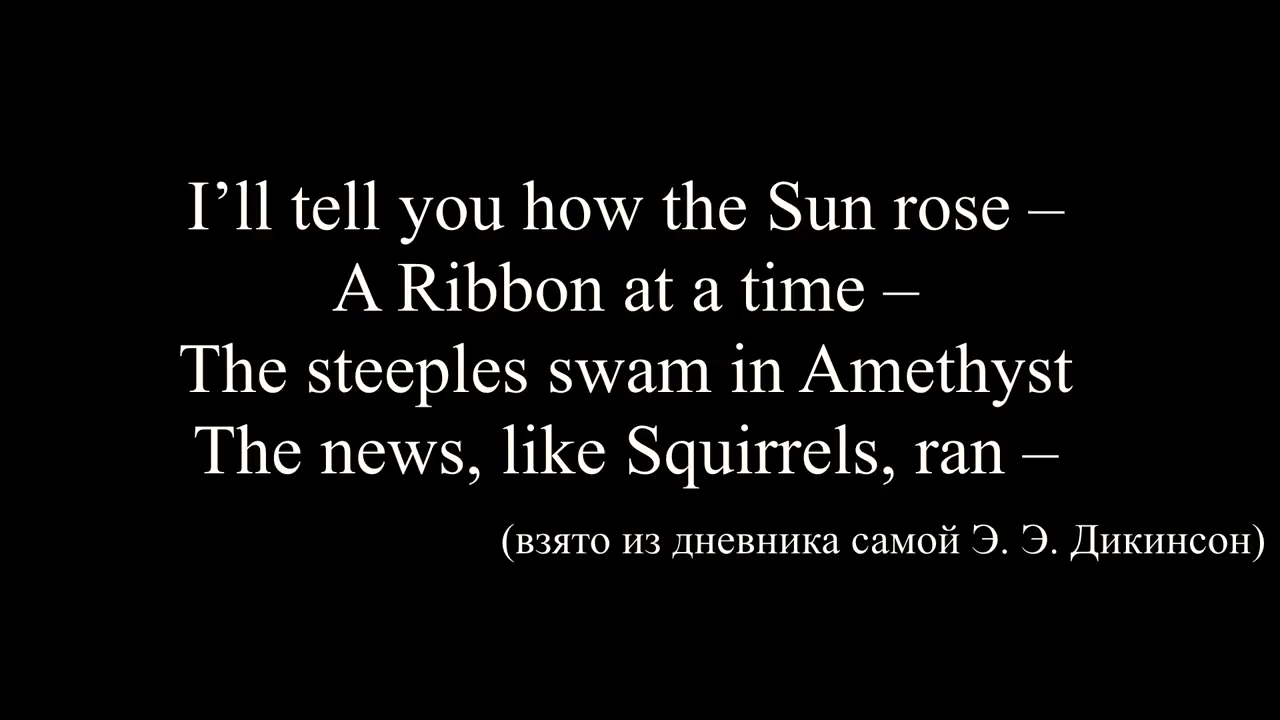 I’ll tell you how the Sun rose –
A Ribbon at a time –
The steeples swam in Amethyst
The news, like Squirrels, ran –
(взято из дневника самой Э. Э. Дикинсон)